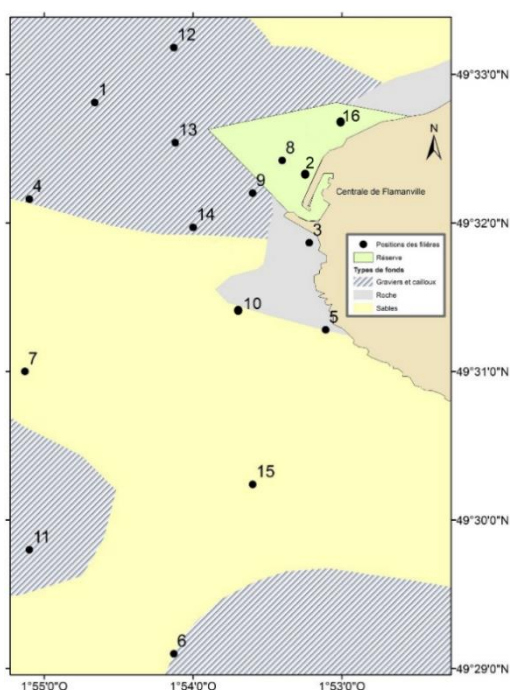 12
1
49°33'0"N
16
13
8
2
9
4
Centrale de Flamanville
N
14
3
49°32'0"N
Positions des filières
Réserve
Types de fonds
Graviers et cailloux
Roche
Sables
10
5
7
49°31'0"N
15
49°30'0"N
11
6
49°29'0"N
1°55'0"O
1°54'0"O
1°53'0"O